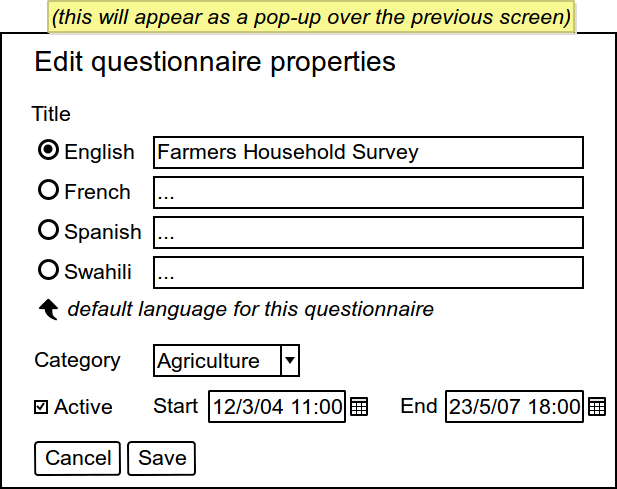 (this will appear as a pop-up over the previous screen)
Edit questionnaire properties
Title
English Farmers Household Survey
French ...
Spanish ...
Swahili ...
default language for this questionnaire
Category Agriculture
Active Start 12/3/04 11:00 End 23/5/07 18:00
Cancel Save